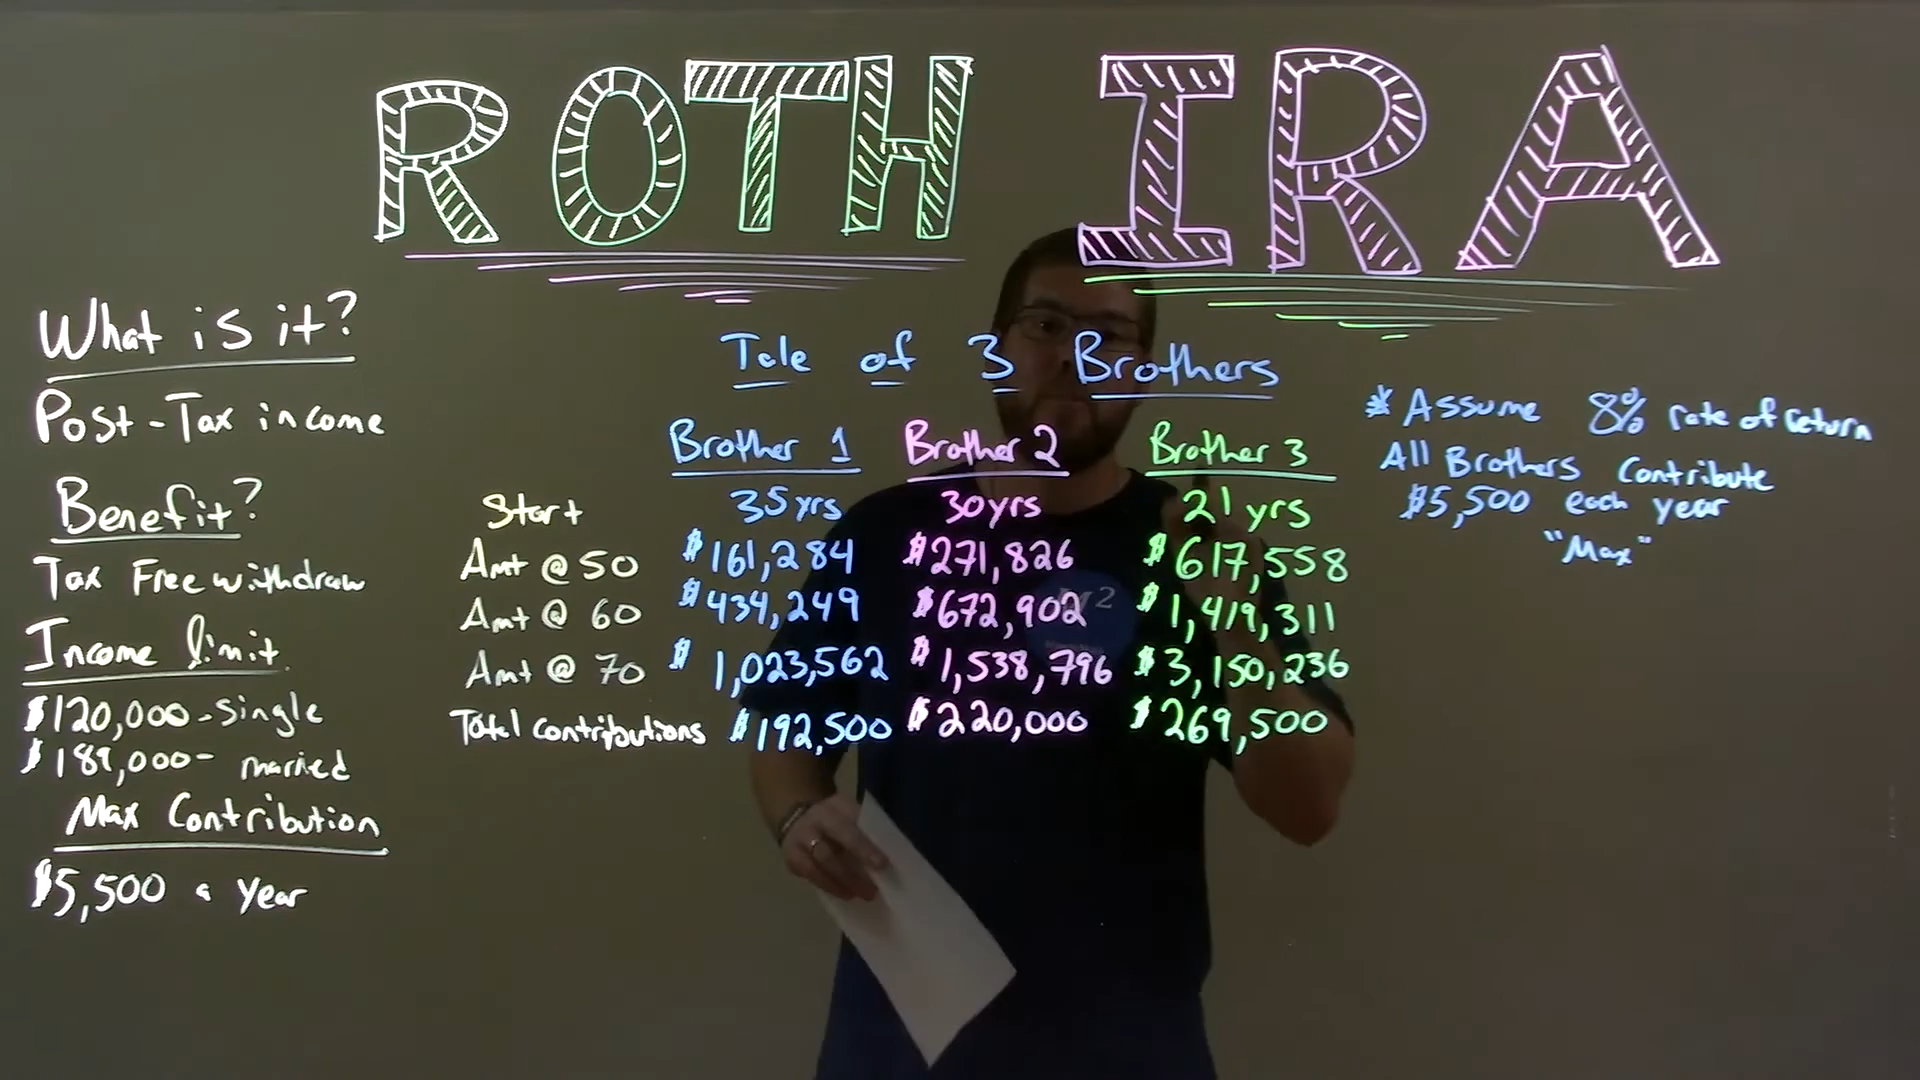 ROTH IRA
What is it?
Post-Tax income
Benefit?
Tax Free withdraw
Income limit
$120,000-single
$189,000- married
Max Contribution
$5,500 a year
Tale of 3 Brothers
Brother 1 Brother 2 Brother 3
Start 35yrs 30yrs 21 yrs
Amt @ 50 $161,284 $271,826 $617,558
Amt @ 60 $434,249 $672,902 $1,419,311
Amt @ 70 $1,023,562 $1,538,796 $3,150,236
Total contributions $192,500 $220,000 $269,500
* Assume 8% rate of return
All Brothers Contribute
$5,500 each year
"Max"